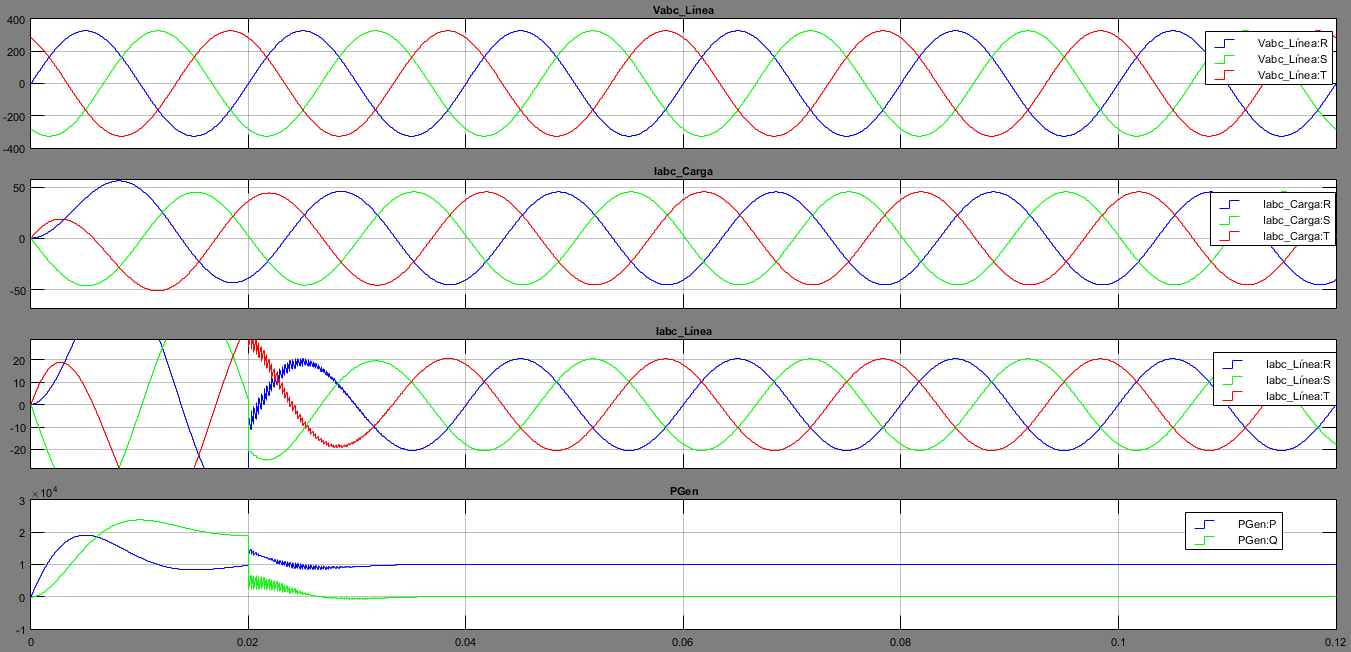 Vabc_Línea
400
200
0
-200
-400
Vabc_Línea:R
Vabc_Línea:S
Vabc_Línea:T
Iabc_Carga
50
0
-50
Iabc_Carga:R
Iabc_Carga:S
Iabc_Carga:T
Iabc_Línea
20
10
0
-10
-20
Iabc_Línea:R
Iabc_Línea:S
Iabc_Línea:T
PGen
×10⁴
3
2
1
0
-1
PGen:P
PGen:Q
0 0.02 0.04 0.06 0.08 0.1 0.12